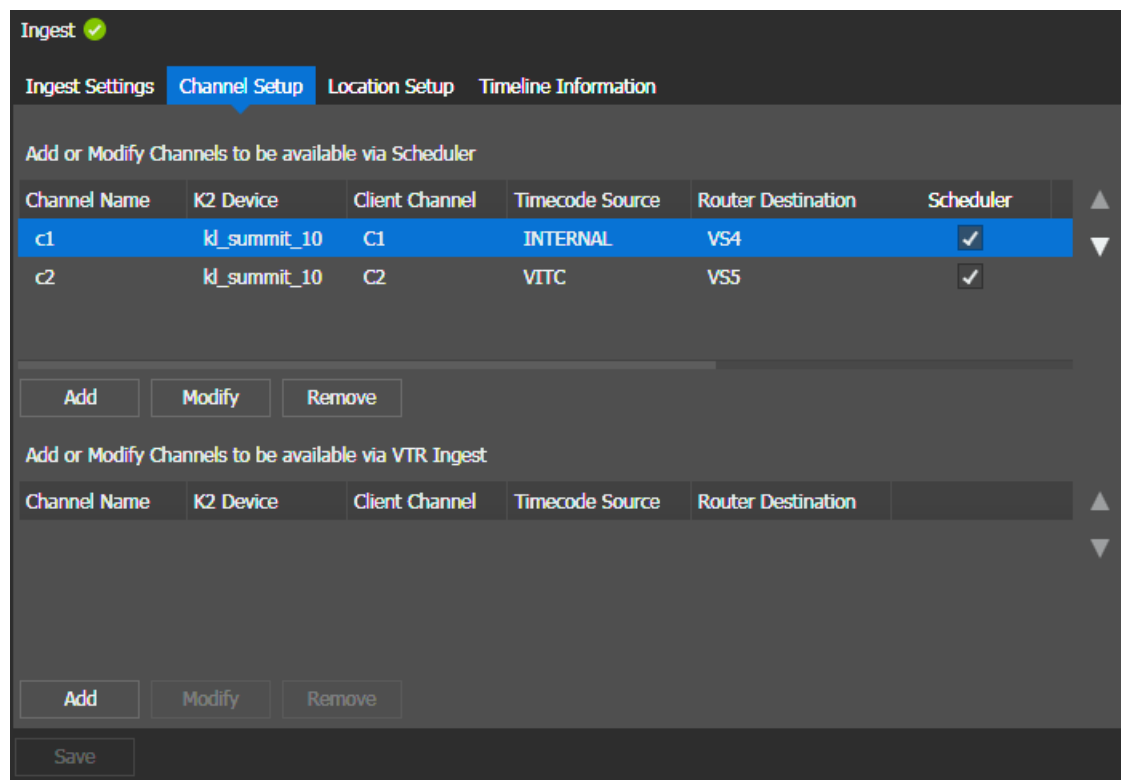 Ingest
Ingest Settings Channel Setup Location Setup Timeline Information
Add or Modify Channels to be available via Scheduler
Channel Name K2 Device Client Channel Timecode Source Router Destination Scheduler
c1 kl_summit_10 C1 INTERNAL VS4
c2 kl_summit_10 C2 VITC VS5
Add Modify Remove
Add or Modify Channels to be available via VTR Ingest
Channel Name K2 Device Client Channel Timecode Source Router Destination
Add Modify Remove
Save